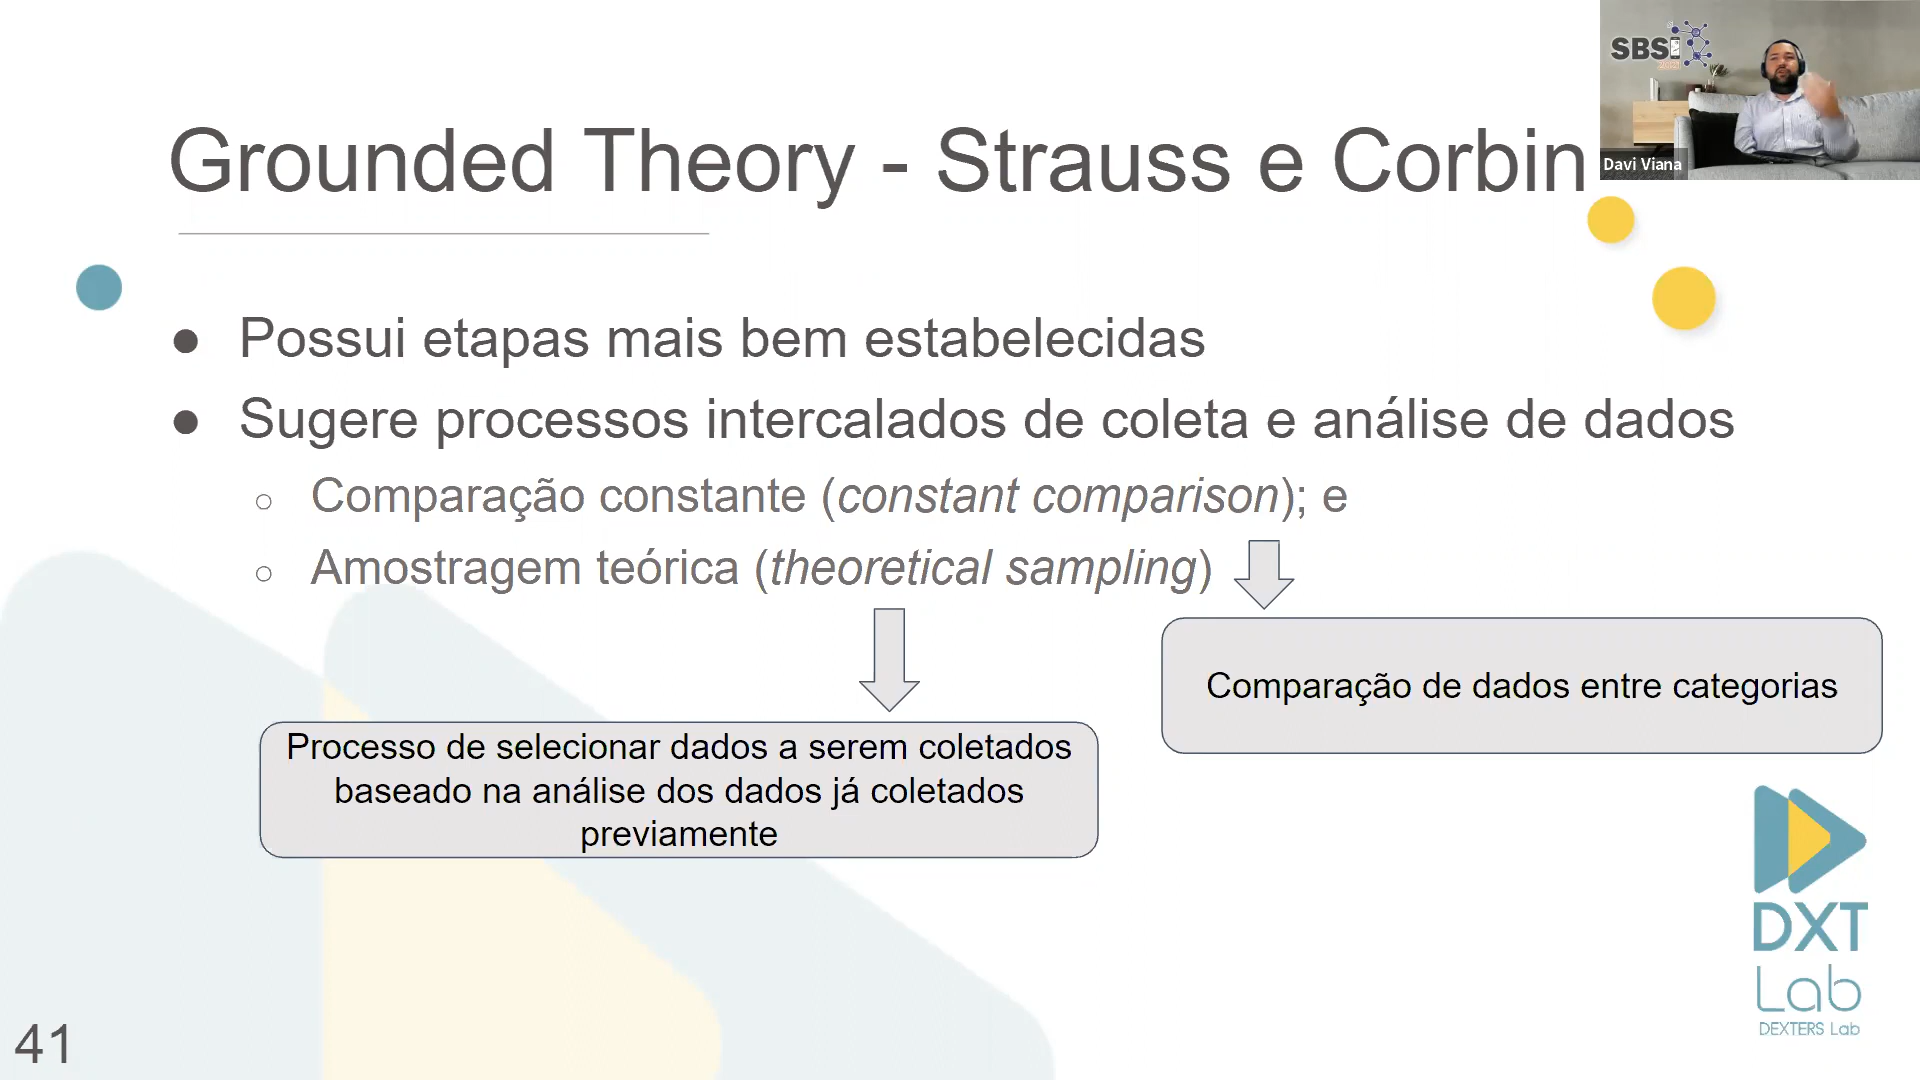 SBSI
Davi Viana
Grounded Theory - Strauss e Corbin
● Possui etapas mais bem estabelecidas
● Sugere processos intercalados de coleta e análise de dados
○ Comparação constante (constant comparison); e
○ Amostragem teórica (theoretical sampling)
Comparação de dados entre categorias
Processo de selecionar dados a serem coletados
baseado na análise dos dados já coletados
previamente
DXT
Lab
DEXTERS Lab
41